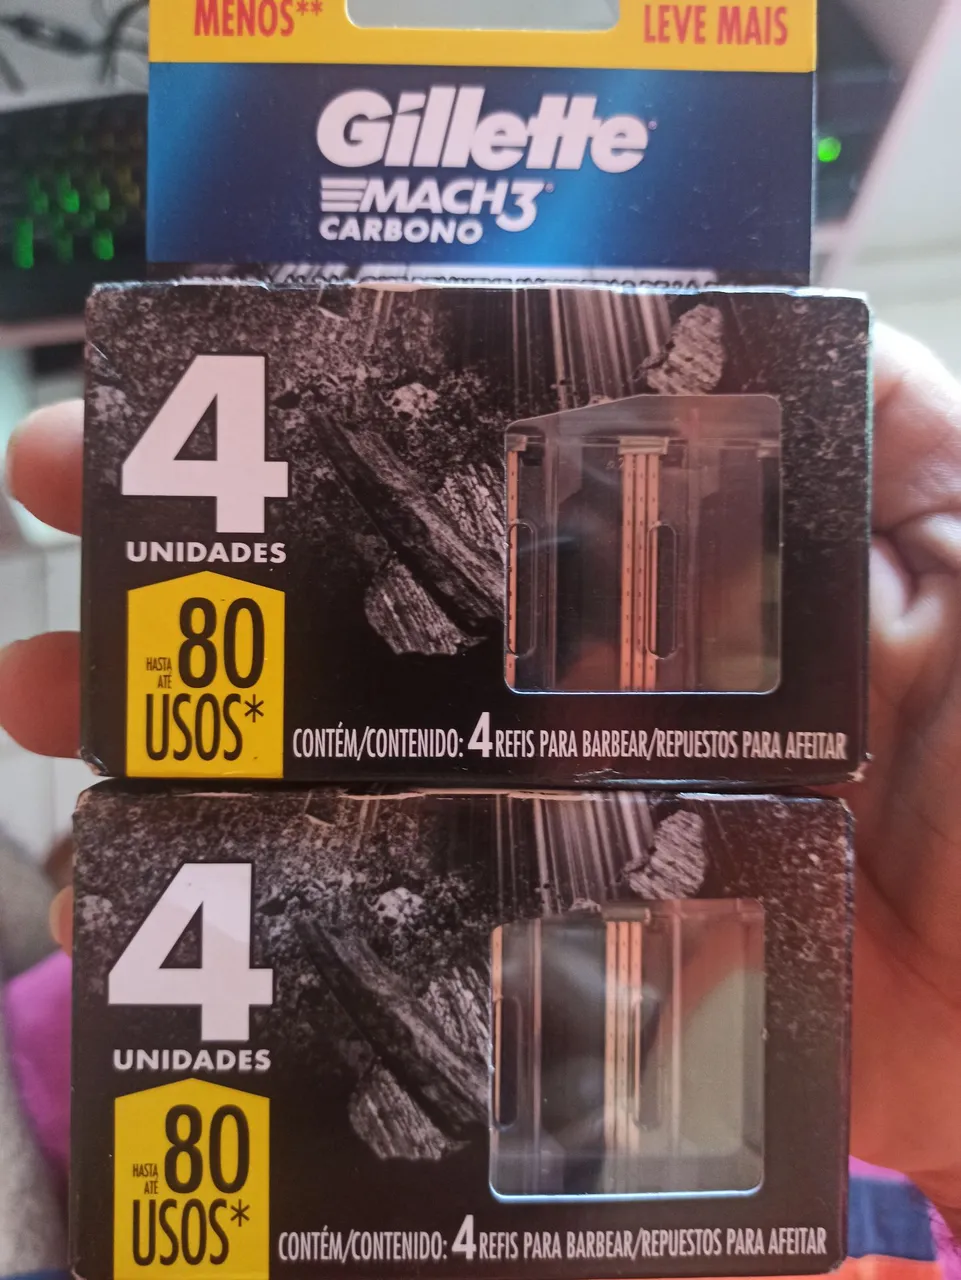 MENOS**
LEVE MAIS
Gillette
MACH3
CARBONO
4
UNIDADES
HASTA
ATÉ
80
USOS*
CONTÉM/CONTENIDO: 4 REFIS PARA BARBEAR/REPUESTOS PARA AFEITAR
4
UNIDADES
HASTA
ATÉ
80
USOS*
CONTÉM/CONTENIDO: 4 REFIS PARA BARBEAR/REPUESTOS PARA AFEITAR